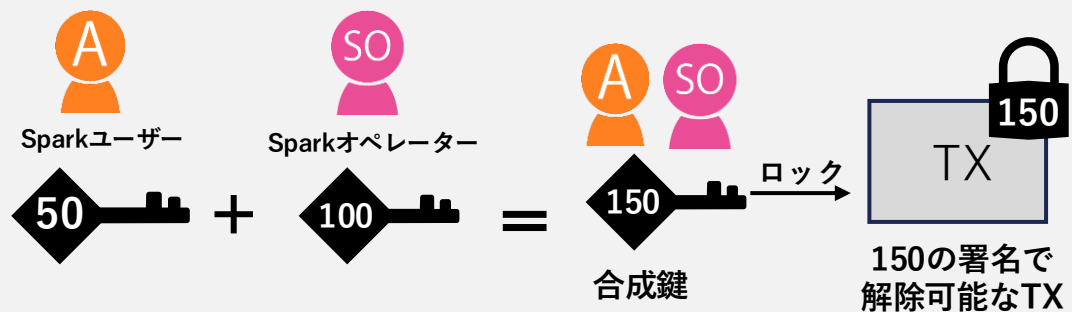 A
SO
A
SO
Sparkユーザー
Sparkオペレーター
50
+
100
=
150
合成鍵
ロック
150
TX
150の署名で
解除可能なTX